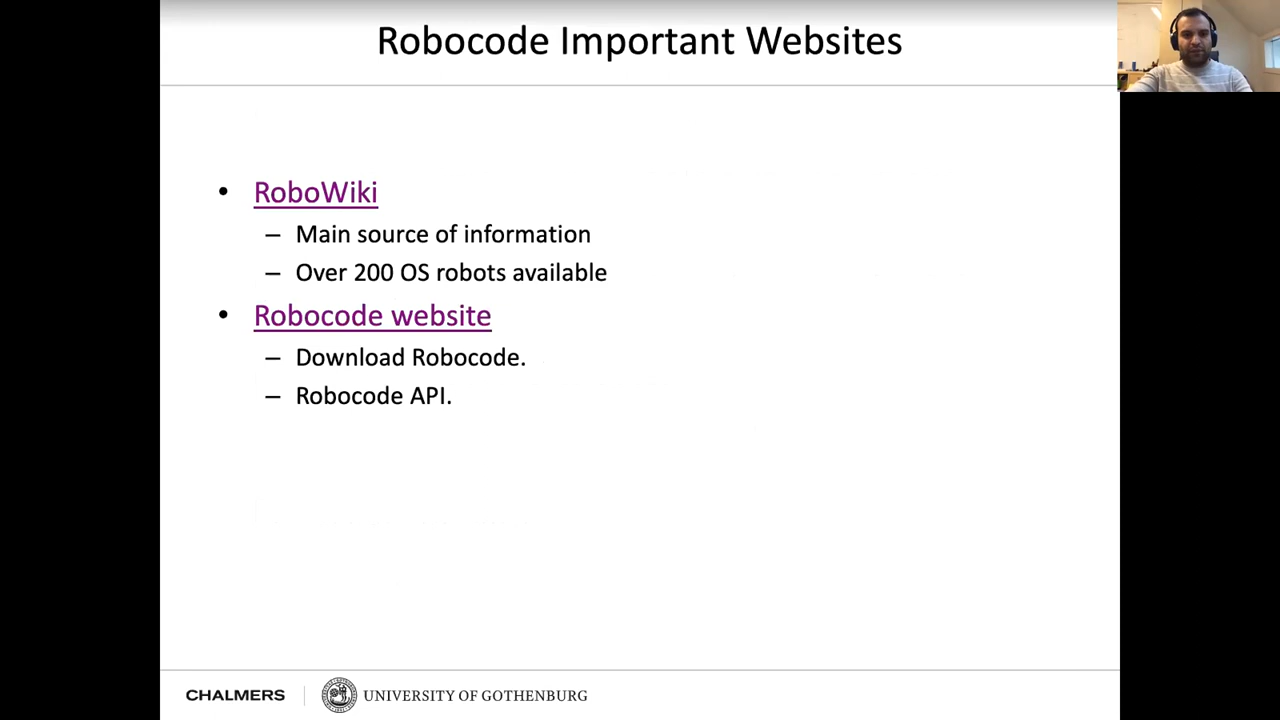 Robocode Important Websites
• RoboWiki
– Main source of information
– Over 200 OS robots available
• Robocode website
– Download Robocode.
– Robocode API.
CHALMERS UNIVERSITY OF GOTHENBURG